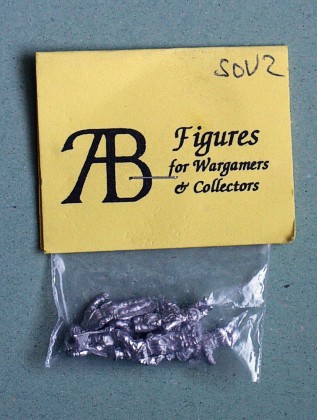 SOV2
AB
Figures
for Wargamers
& Collectors